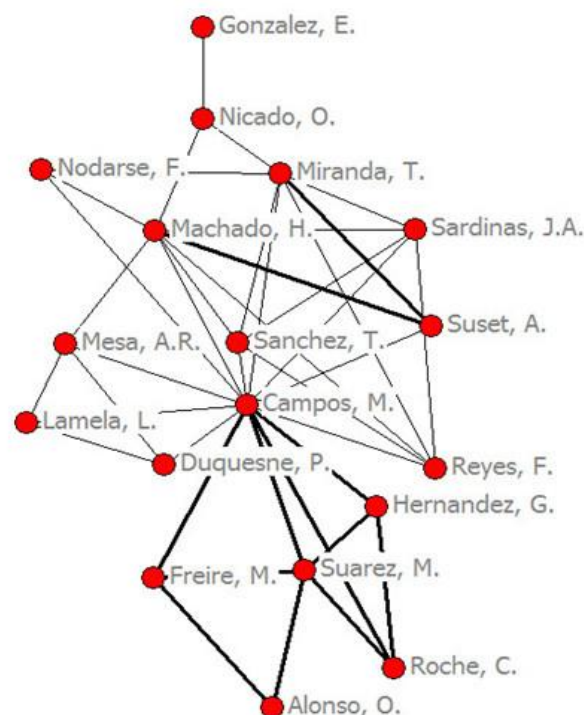 Gonzalez, E.
Nicado, O.
Nodarse, F.
Miranda, T.
Machado, H.
Sardinas, J.A.
Suset, A.
Mesa, A.R.
Sanchez, T.
Campos, M.
Lamela, L.
Duquesne, P.
Reyes, F.
Hernandez, G.
Freire, M.
Suarez, M.
Roche, C.
Alonso, O.